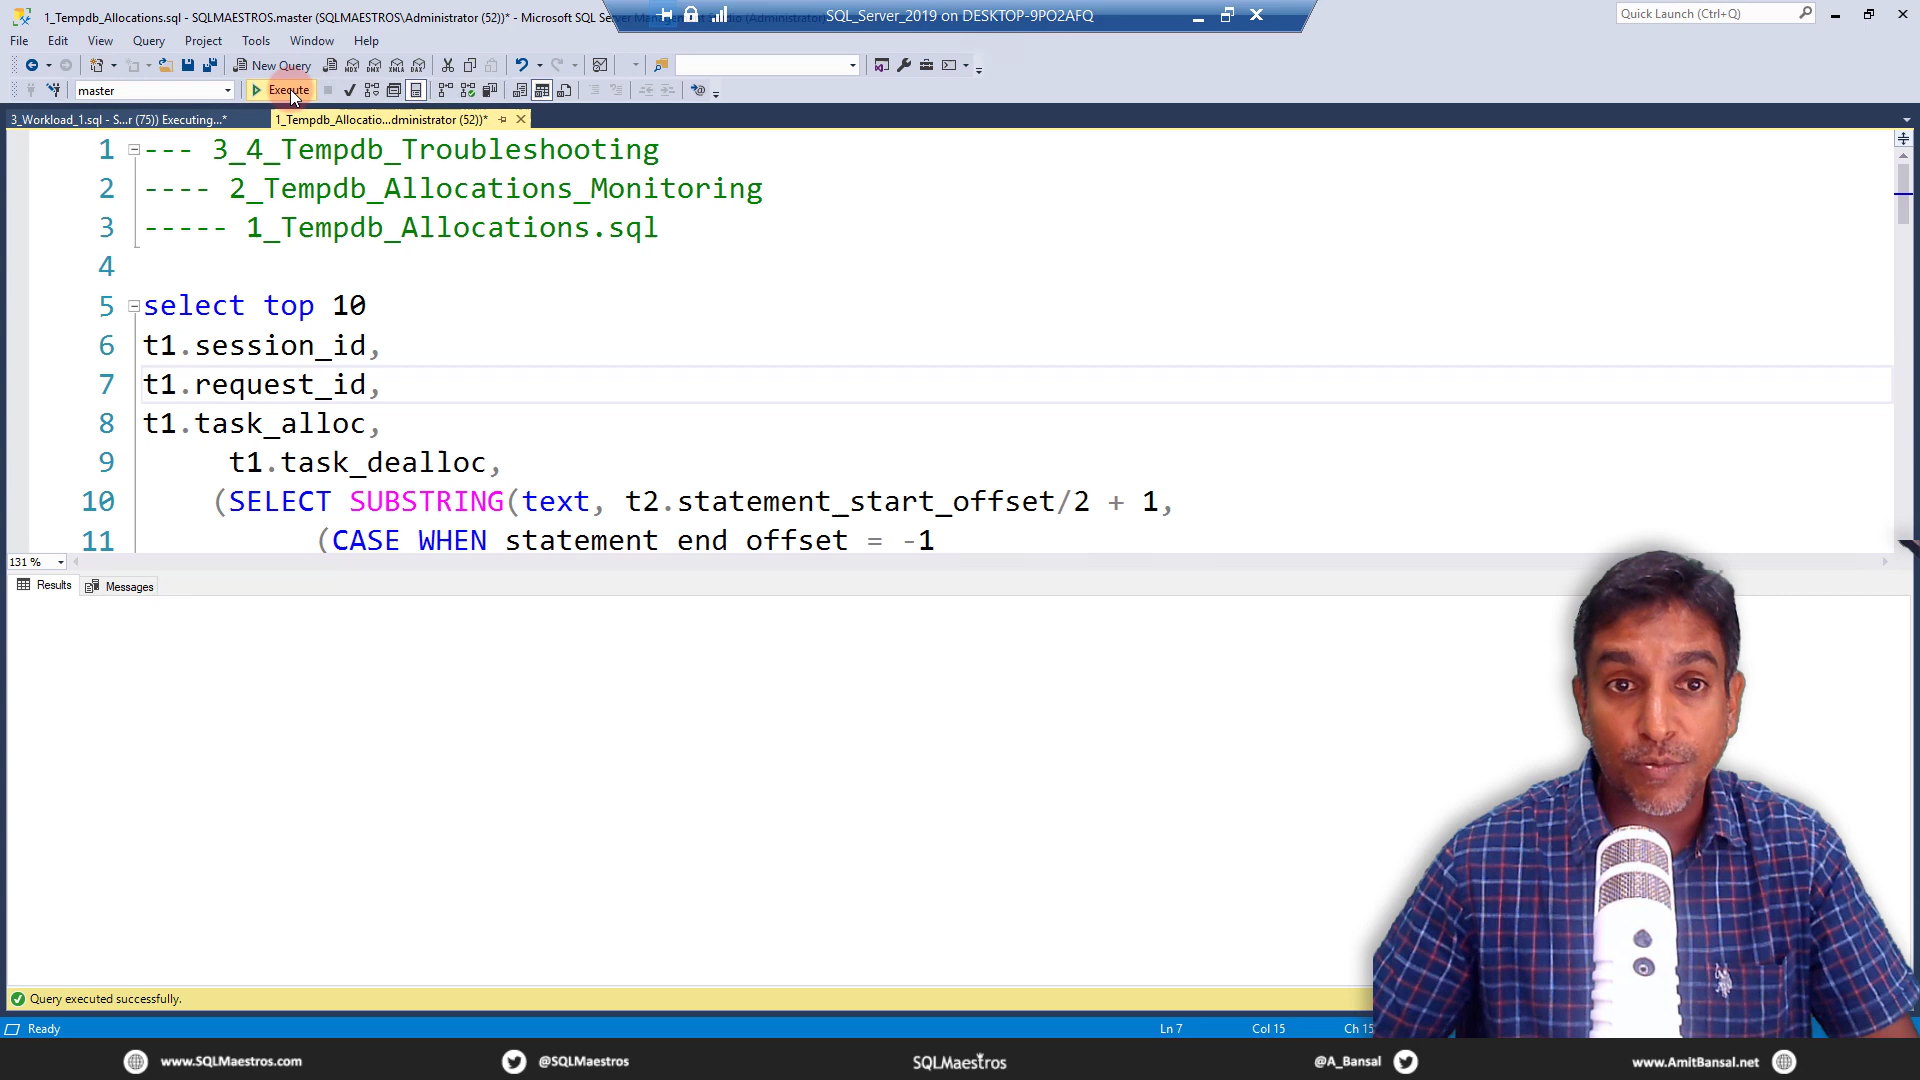 1_Tempdb_Allocations.sql - SQLMAESTROS.master (SQLMAESTROS\Administrator (52))* - Microsoft SQL Ser
SQL_Server_2019 on DESKTOP-9PO2AFQ
Quick Launch (Ctrl+Q)
File Edit View Query Project Tools Window Help
New Query
master
Execute
3_Workload_1.sql - S...r (75)) Executing...*
1_Tempdb_Allocatio...dministrator (52))*
1 --- 3_4_Tempdb_Troubleshooting
2 ---- 2_Tempdb_Allocations_Monitoring
3 ----- 1_Tempdb_Allocations.sql
4
5 select top 10
6 t1.session_id,
7 t1.request_id,
8 t1.task_alloc,
9 t1.task_dealloc,
10 (SELECT SUBSTRING(text, t2.statement_start_offset/2 + 1,
11 (CASE WHEN statement_end_offset = -1
131 %
Results Messages
Query executed successfully.
Ready
Ln 7 Col 15 Ch 15
www.SQLMaestros.com
@SQLMaestros
SQLMaestros
@A_Bansal
www.AmitBansal.net